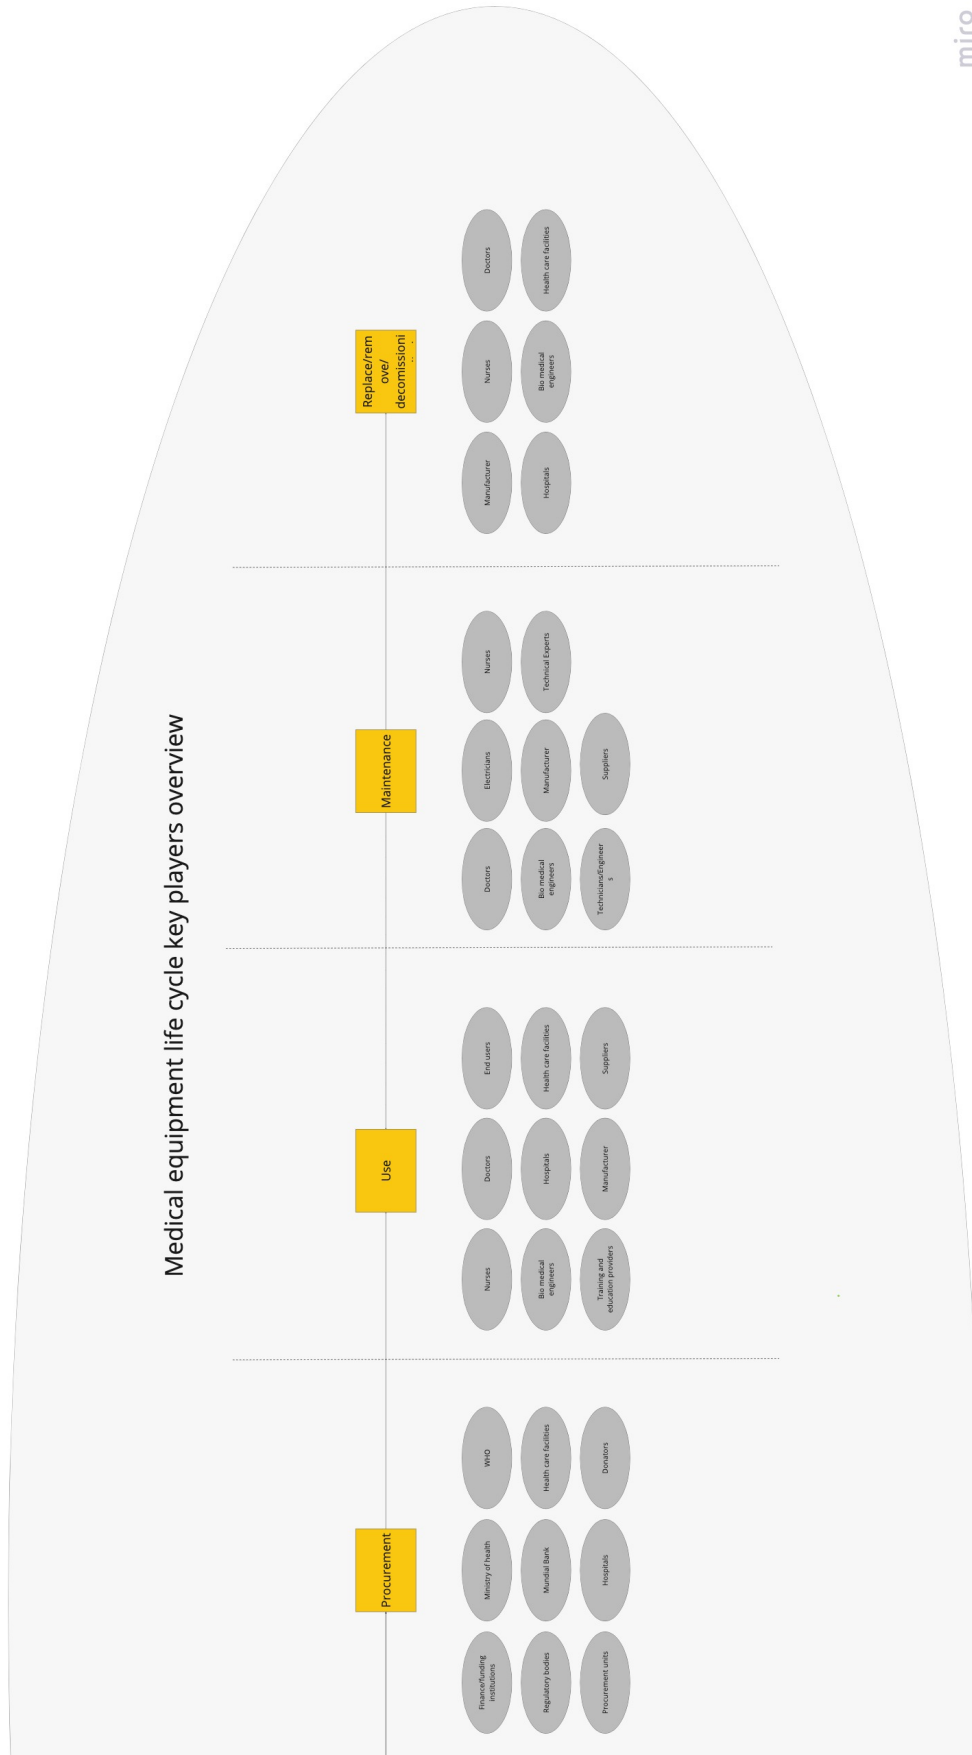 Medical equipment life cycle key players overview
Procurement
Finance/funding
institutions
Ministry of health
WHO
Regulatory bodies
Mundial Bank
Health care facilities
Procurement units
Hospitals
Donators
Use
Nurses
Doctors
End users
Bio medical
engineers
Hospitals
Health care facilities
Training and
education providers
Manufacturer
Suppliers
Maintenance
Doctors
Electricians
Nurses
Bio medical
engineers
Manufacturer
Technical Experts
Technicians/Engineer
s
Suppliers
Replace/rem
ove/
decomissioni
Manufacturer
Nurses
Doctors
Hospitals
Bio medical
engineers
Health care facilities
miro